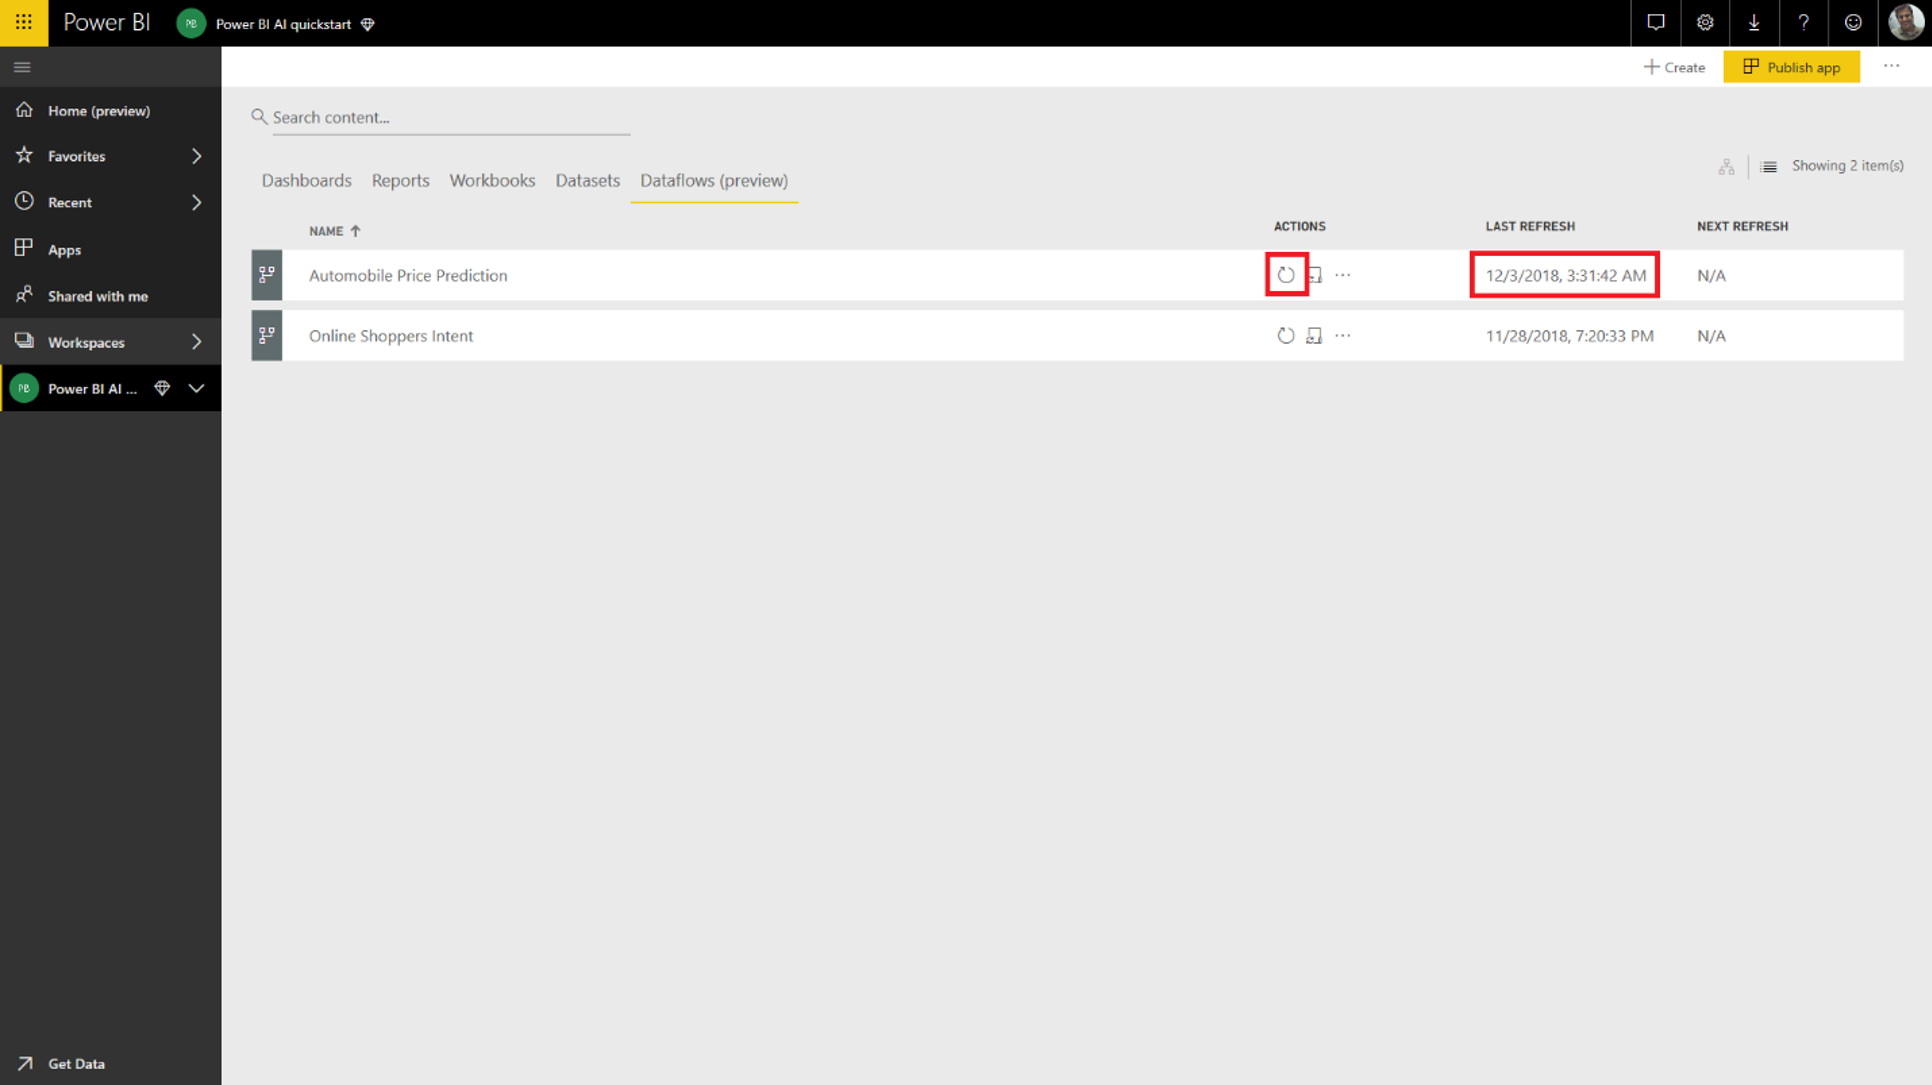 Power BI PB Power BI AI quickstart ?
Create Publish app ...
Home (preview)
Search content...
Favorites
Showing 2 item(s)
Dashboards Reports Workbooks Datasets Dataflows (preview)
Recent
NAME ACTIONS LAST REFRESH NEXT REFRESH
Apps
Automobile Price Prediction ... 12/3/2018, 3:31:42 AM N/A
Shared with me
Online Shoppers Intent ... 11/28/2018, 7:20:33 PM N/A
Workspaces
PB Power BI AI ...
Get Data